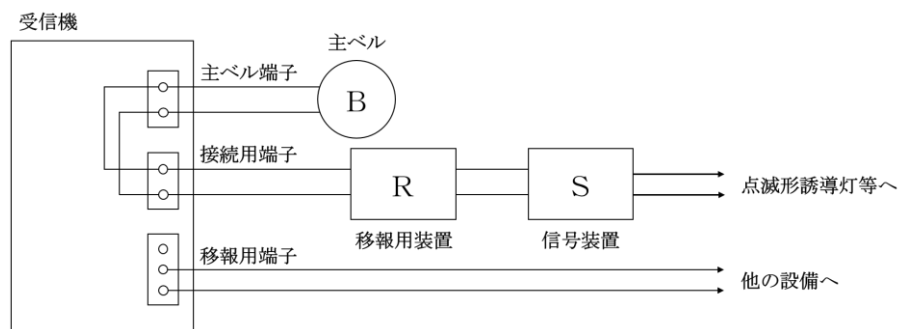 受信機
主ベル
主ベル端子
B
接続用端子
R
S
点滅形誘導灯等へ
移報用装置
信号装置
移報用端子
他の設備へ